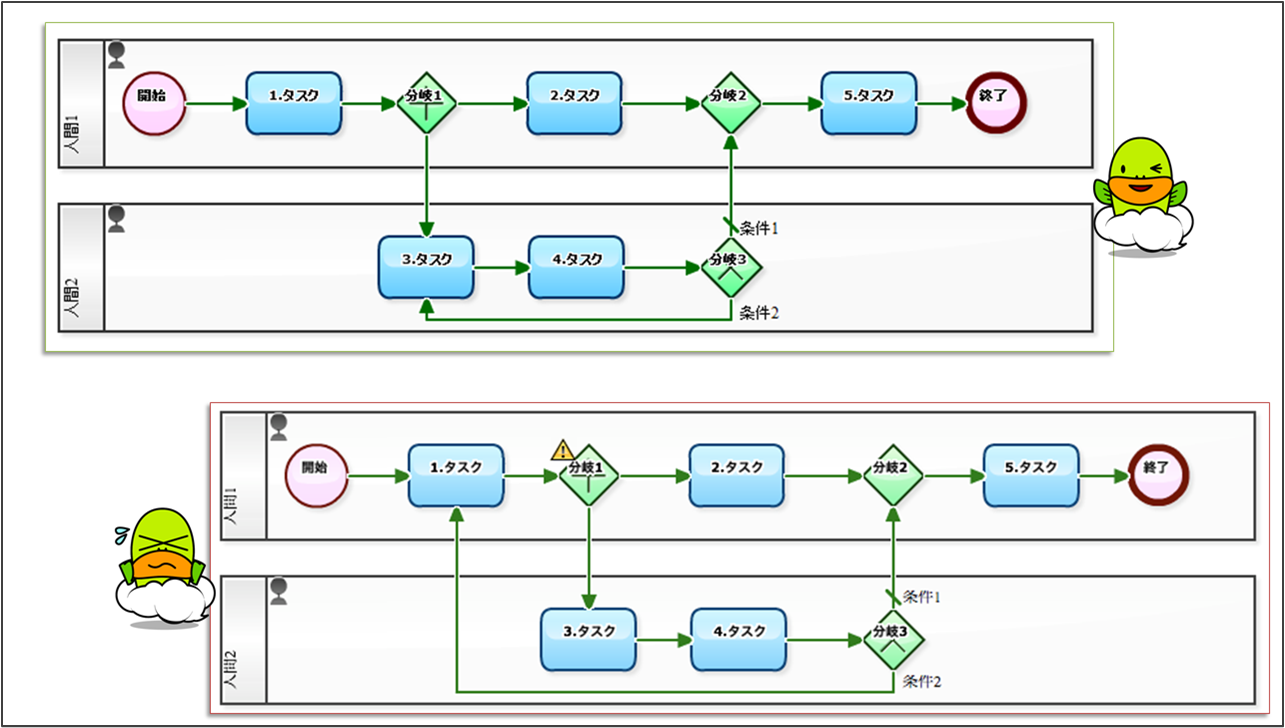 人間1
開始
1.タスク
分岐1
2.タスク
分岐2
5.タスク
終了
人間2
3.タスク
4.タスク
分岐3
条件1
条件2
人間1
開始
1.タスク
分岐1
2.タスク
分岐2
5.タスク
終了
人間2
3.タスク
4.タスク
分岐3
条件1
条件2